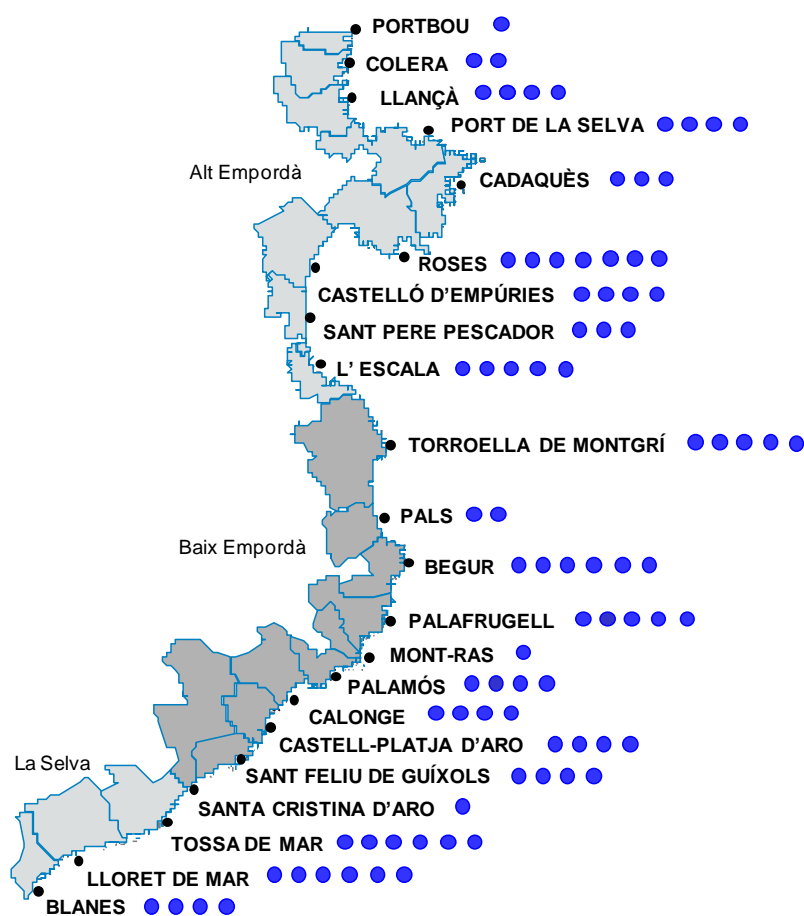 PORTBOU
COLERA
LLANÇÀ
PORT DE LA SELVA
Alt Empordà
CADAQUÈS
ROSES
CASTELLÓ D'EMPÚRIES
SANT PERE PESCADOR
L' ESCALA
TORROELLA DE MONTGRÍ
PALS
Baix Empordà
BEGUR
PALAFRUGELL
MONT-RAS
PALAMÓS
CALONGE
CASTELL-PLATJA D'ARO
La Selva
SANT FELIU DE GUÍXOLS
SANTA CRISTINA D'ARO
TOSSA DE MAR
LLORET DE MAR
BLANES